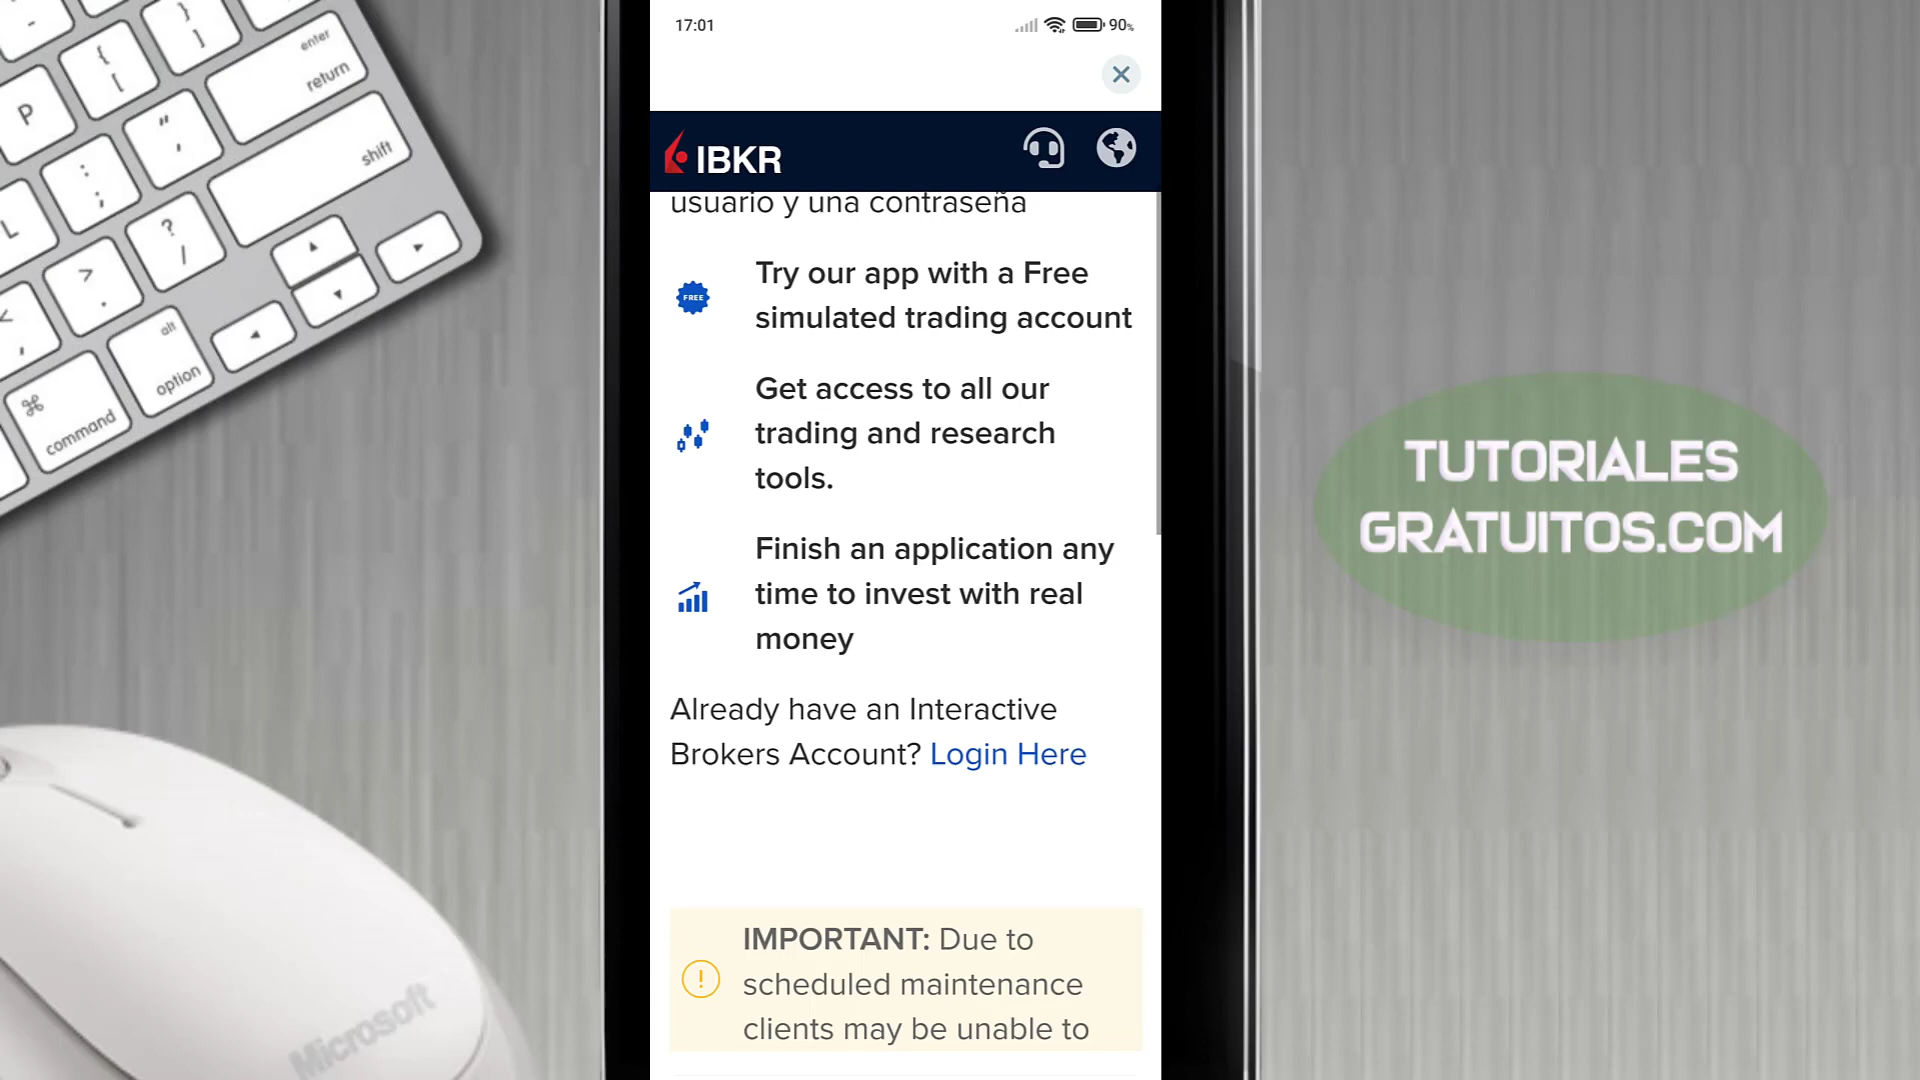 17:01
90%
IBKR
usuario y una contraseña
FREE
Try our app with a Free
simulated trading account
Get access to all our
trading and research
tools.
Finish an application any
time to invest with real
money
Already have an Interactive
Brokers Account? Login Here
IMPORTANT: Due to
scheduled maintenance
clients may be unable to
TUTORIALES
GRATUITOS.COM
enter
return
shift
alt
option
command
P
{
[
}
]
"
,
:
;
L
?
/
>
.
<
,
⌘
Microsoft